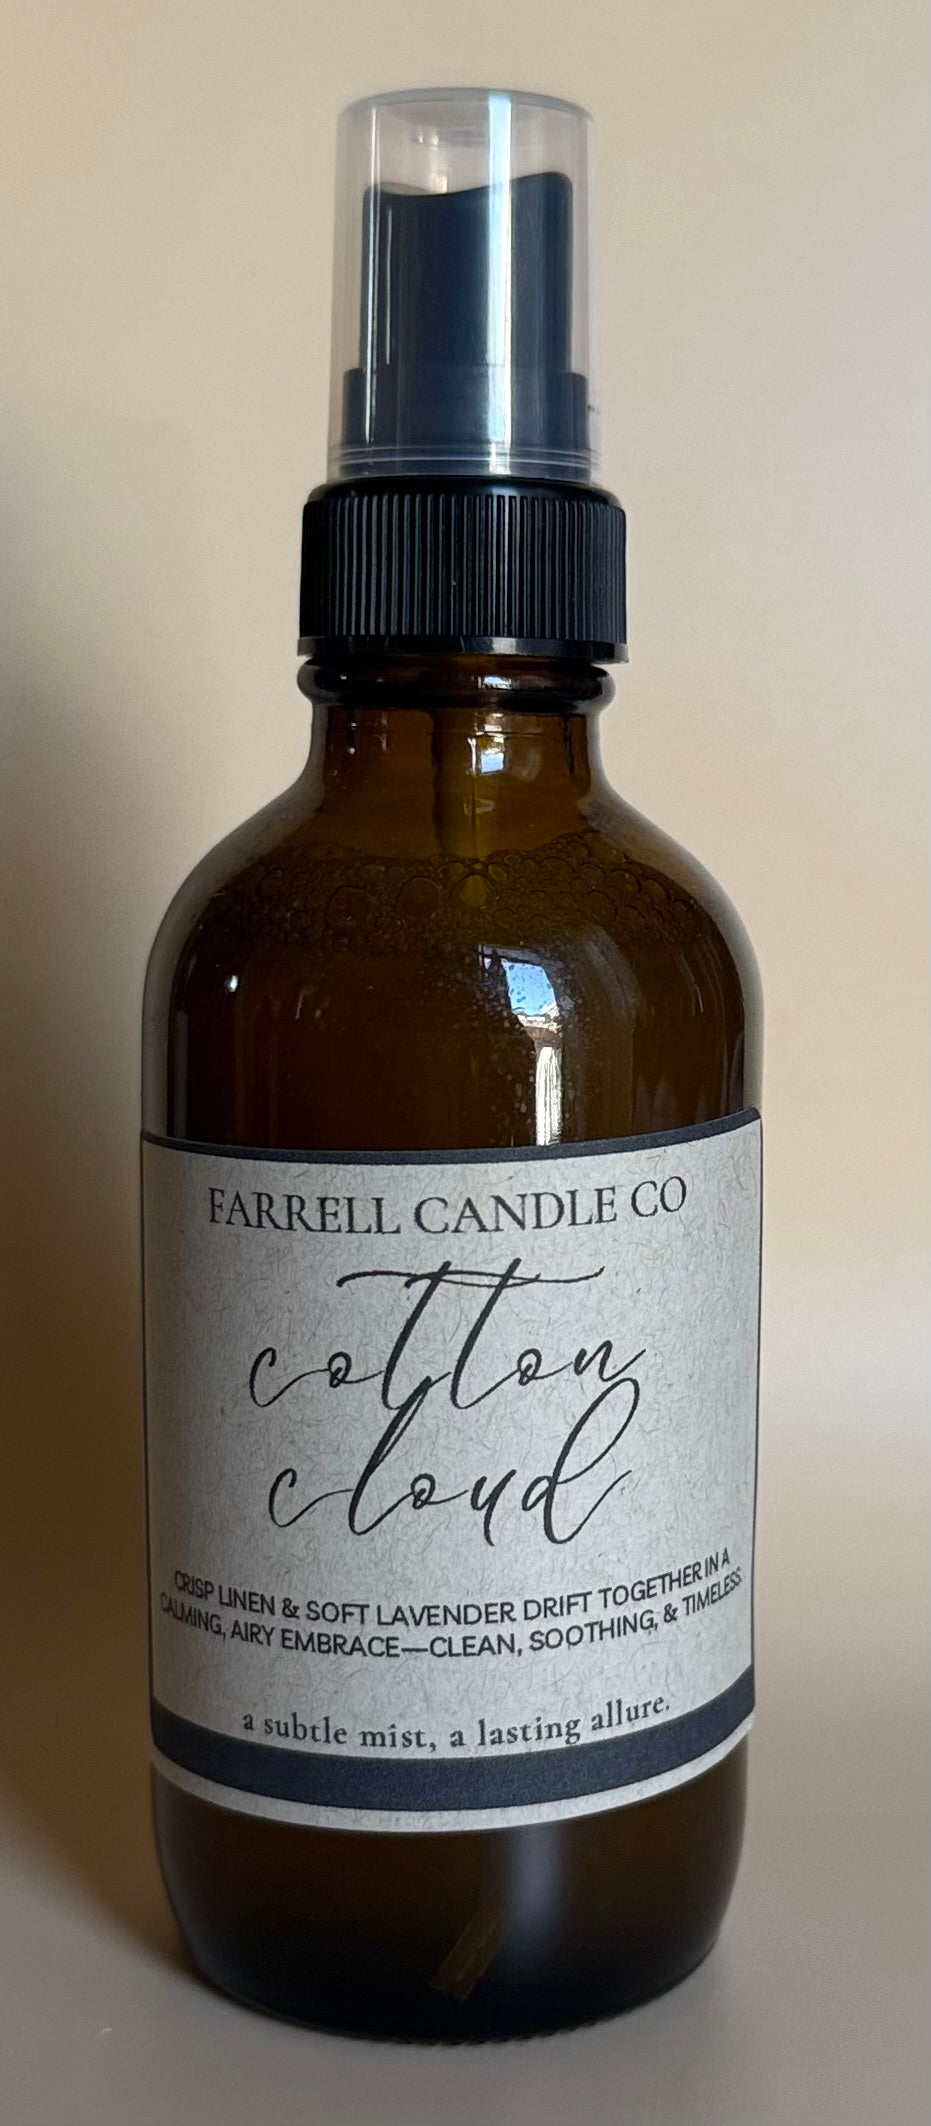 FARRELL CANDLE CO
cotton
cloud
CRISP LINEN & SOFT LAVENDER DRIFT TOGETHER IN A
CALMING, AIRY EMBRACE—CLEAN, SOOTHING, & TIMELESS.
a subtle mist, a lasting allure.